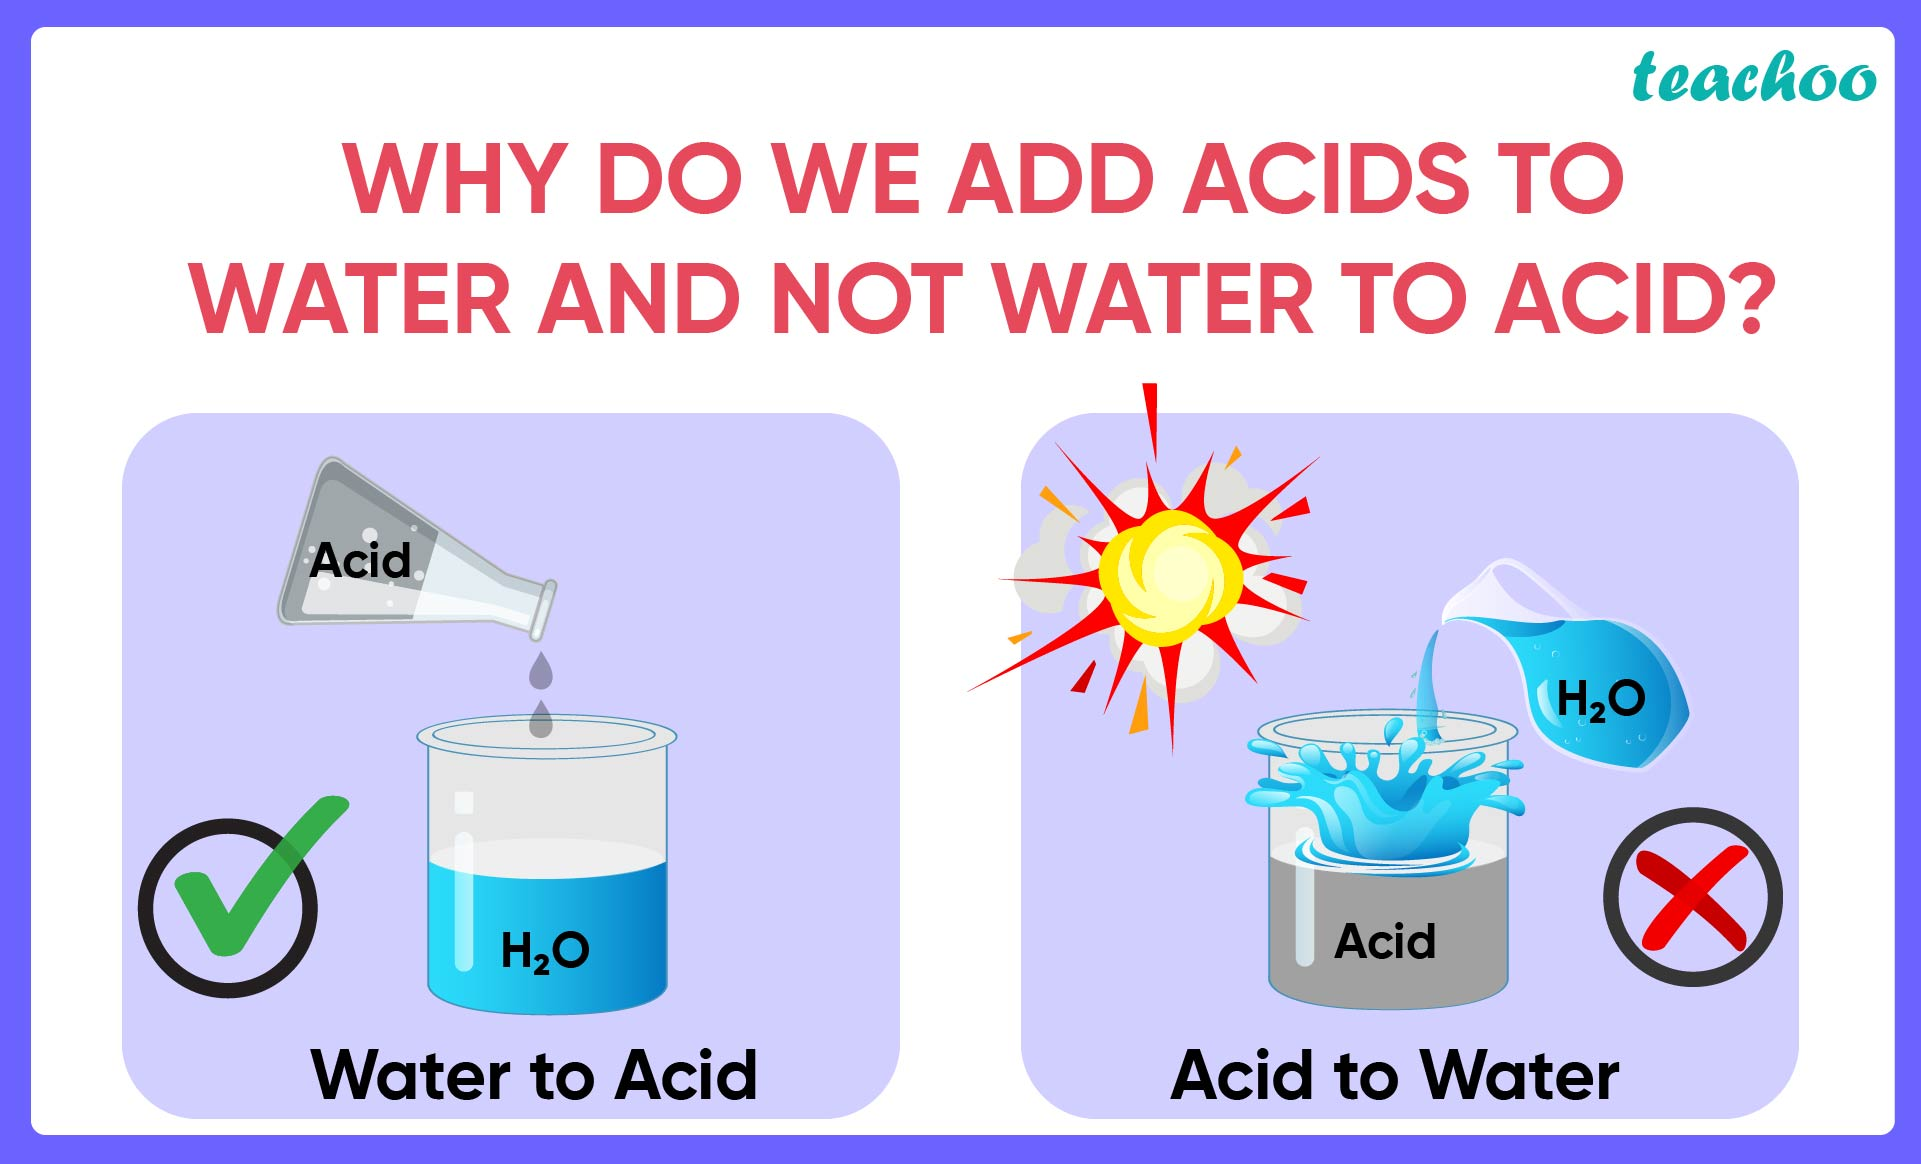 teachoo
WHY DO WE ADD ACIDS TO
WATER AND NOT WATER TO ACID?
Acid
H₂O
Water to Acid
H₂O
Acid
Acid to Water